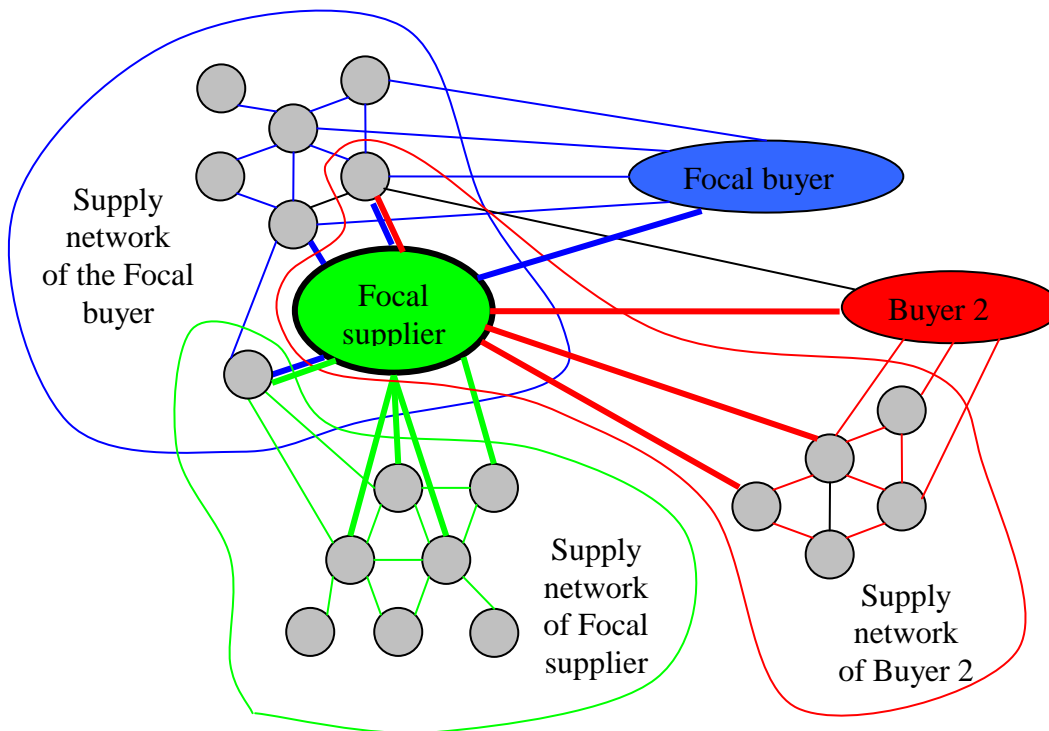 Focal buyer
Supply
network
of the Focal
buyer
Focal
supplier
Buyer 2
Supply
network
of Focal
supplier
Supply
network
of Buyer 2